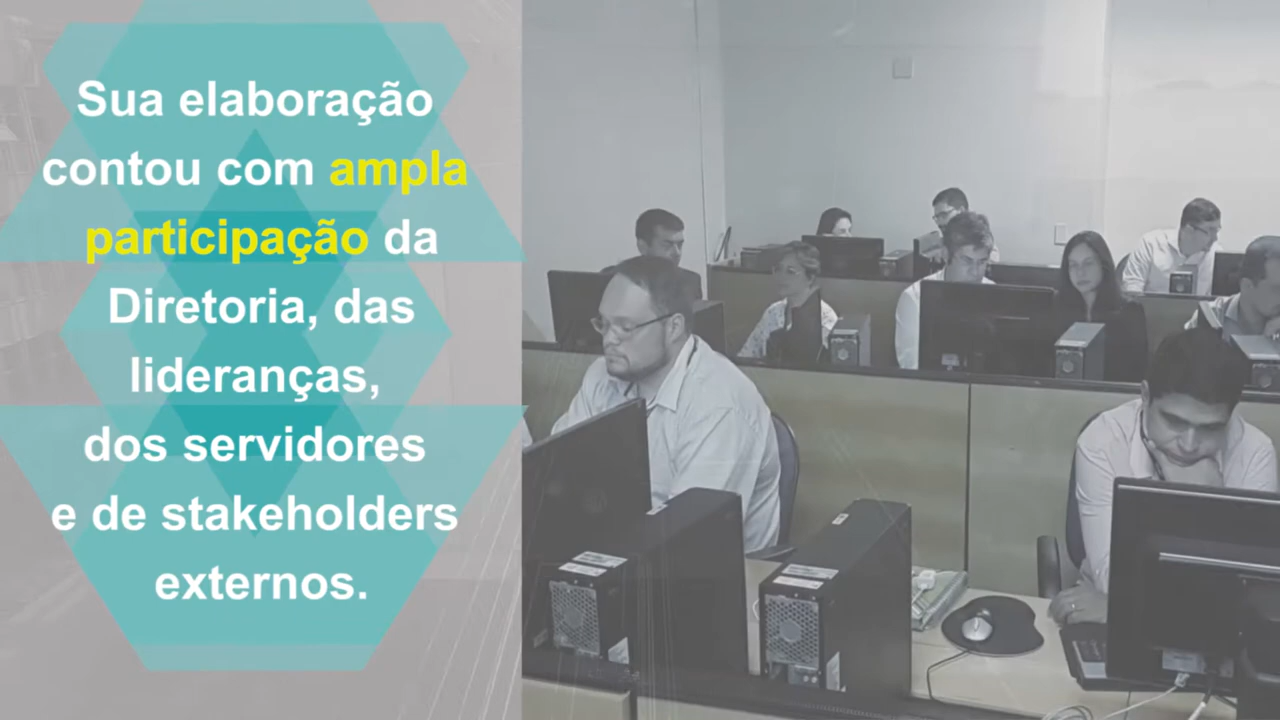 Sua elaboração
contou com ampla
participação da
Diretoria, das
lideranças,
dos servidores
e de stakeholders
externos.